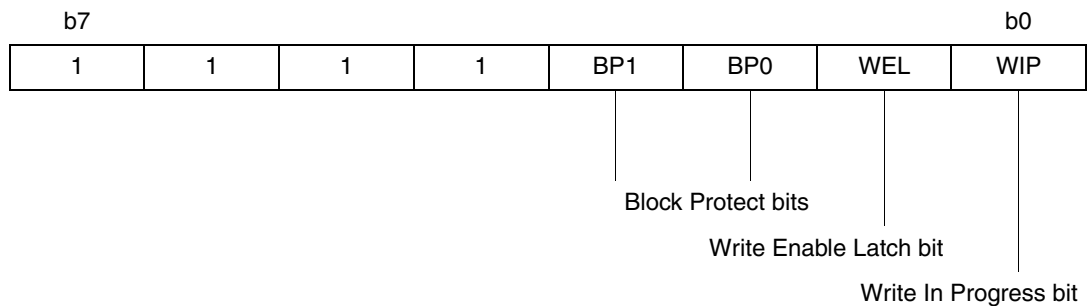 b7 b0
1 1 1 1 BP1 BP0 WEL WIP
Block Protect bits
Write Enable Latch bit
Write In Progress bit